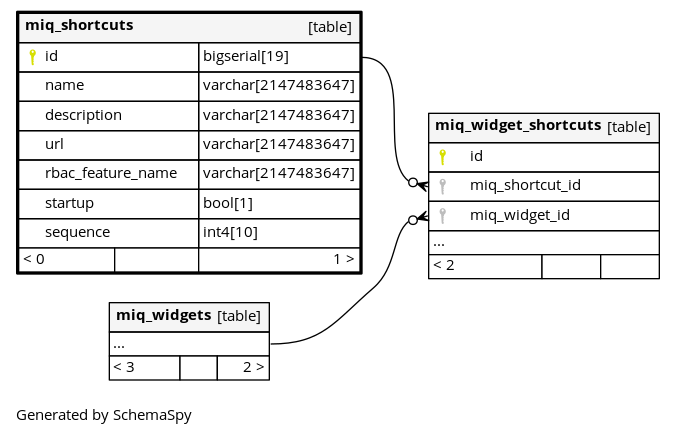 miq_shortcuts [table]
id bigserial[19]
name varchar[2147483647]
description varchar[2147483647]
url varchar[2147483647]
rbac_feature_name varchar[2147483647]
startup bool[1]
sequence int4[10]
< 0 1 >
miq_widget_shortcuts [table]
id
miq_shortcut_id
miq_widget_id
...
< 2
miq_widgets [table]
...
< 3 2 >
Generated by SchemaSpy